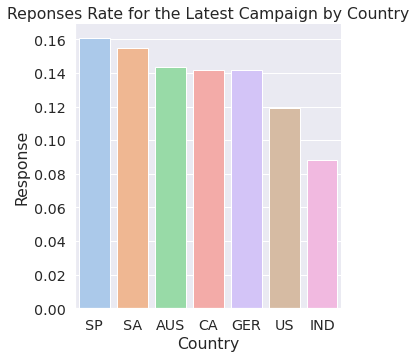 Reponses Rate for the Latest Campaign by Country
0.16
0.14
0.12
0.10
0.08
0.06
0.04
0.02
0.00
Response
SP SA AUS CA GER US IND
Country